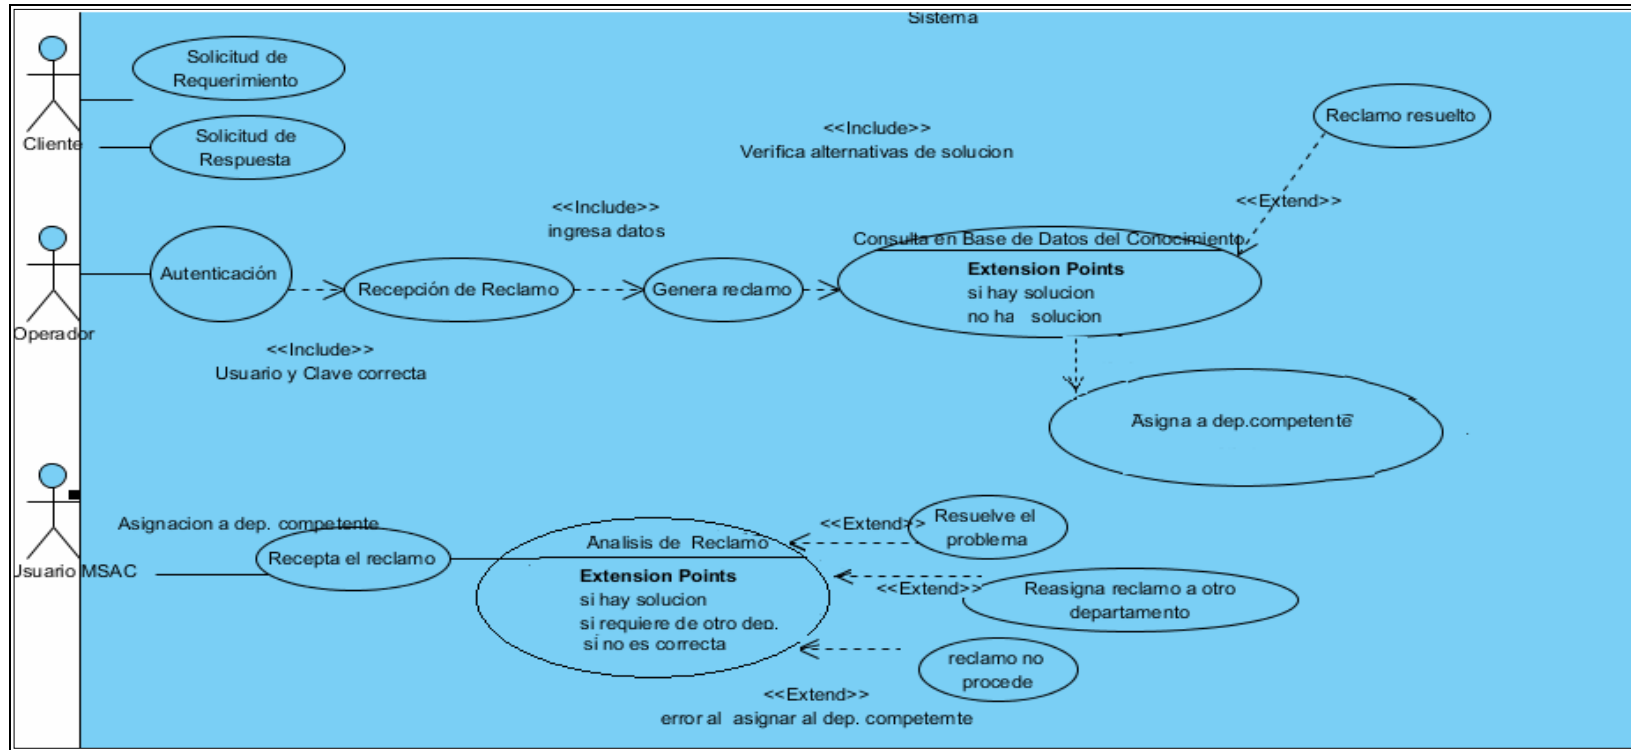 Sistema
Solicitud de
Requerimiento
Cliente
Solicitud de
Respuesta
<<Include>>
Verifica alternativas de solucion
Reclamo resuelto
<<Extend>>
<<Include>>
ingresa datos
Operador
Autenticación
Recepción de Reclamo
Genera reclamo
Consulta en Base de Datos del Conocimiento
Extension Points
si hay solucion
no ha solucion
<<Include>>
Usuario y Clave correcta
Asigna a dep.competente
Asignacion a dep. competente
Jsuario MSAC
Recepta el reclamo
Analisis de Reclamo
Extension Points
si hay solucion
si requiere de otro dep.
si no es correcta
<<Extend>>
Resuelve el
problema
<<Extend>>
Reasigna reclamo a otro
departamento
reclamo no
procede
<<Extend>>
error al asignar al dep. competemte